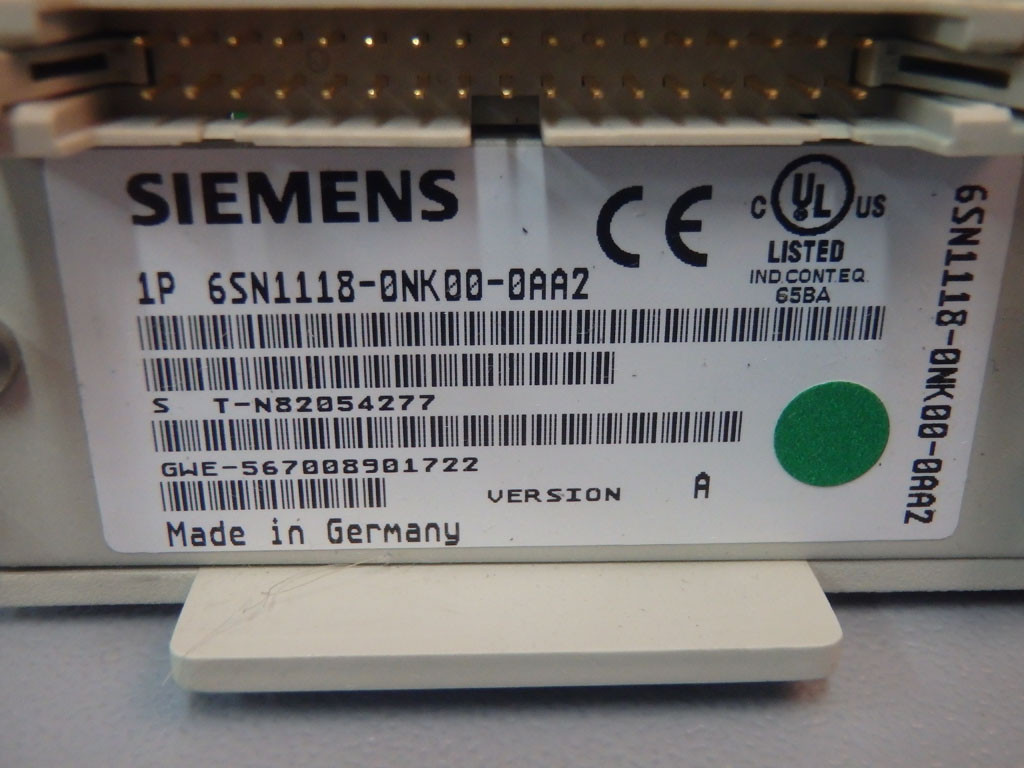 SIEMENS
CE
C UL US
LISTED
IND.CONT.EQ.
65BA
1P 6SN1118-0NK00-0AA2
S T-N82054277
GWE-567008901722
VERSION A
Made in Germany
6SN1118-0NK00-0AA2